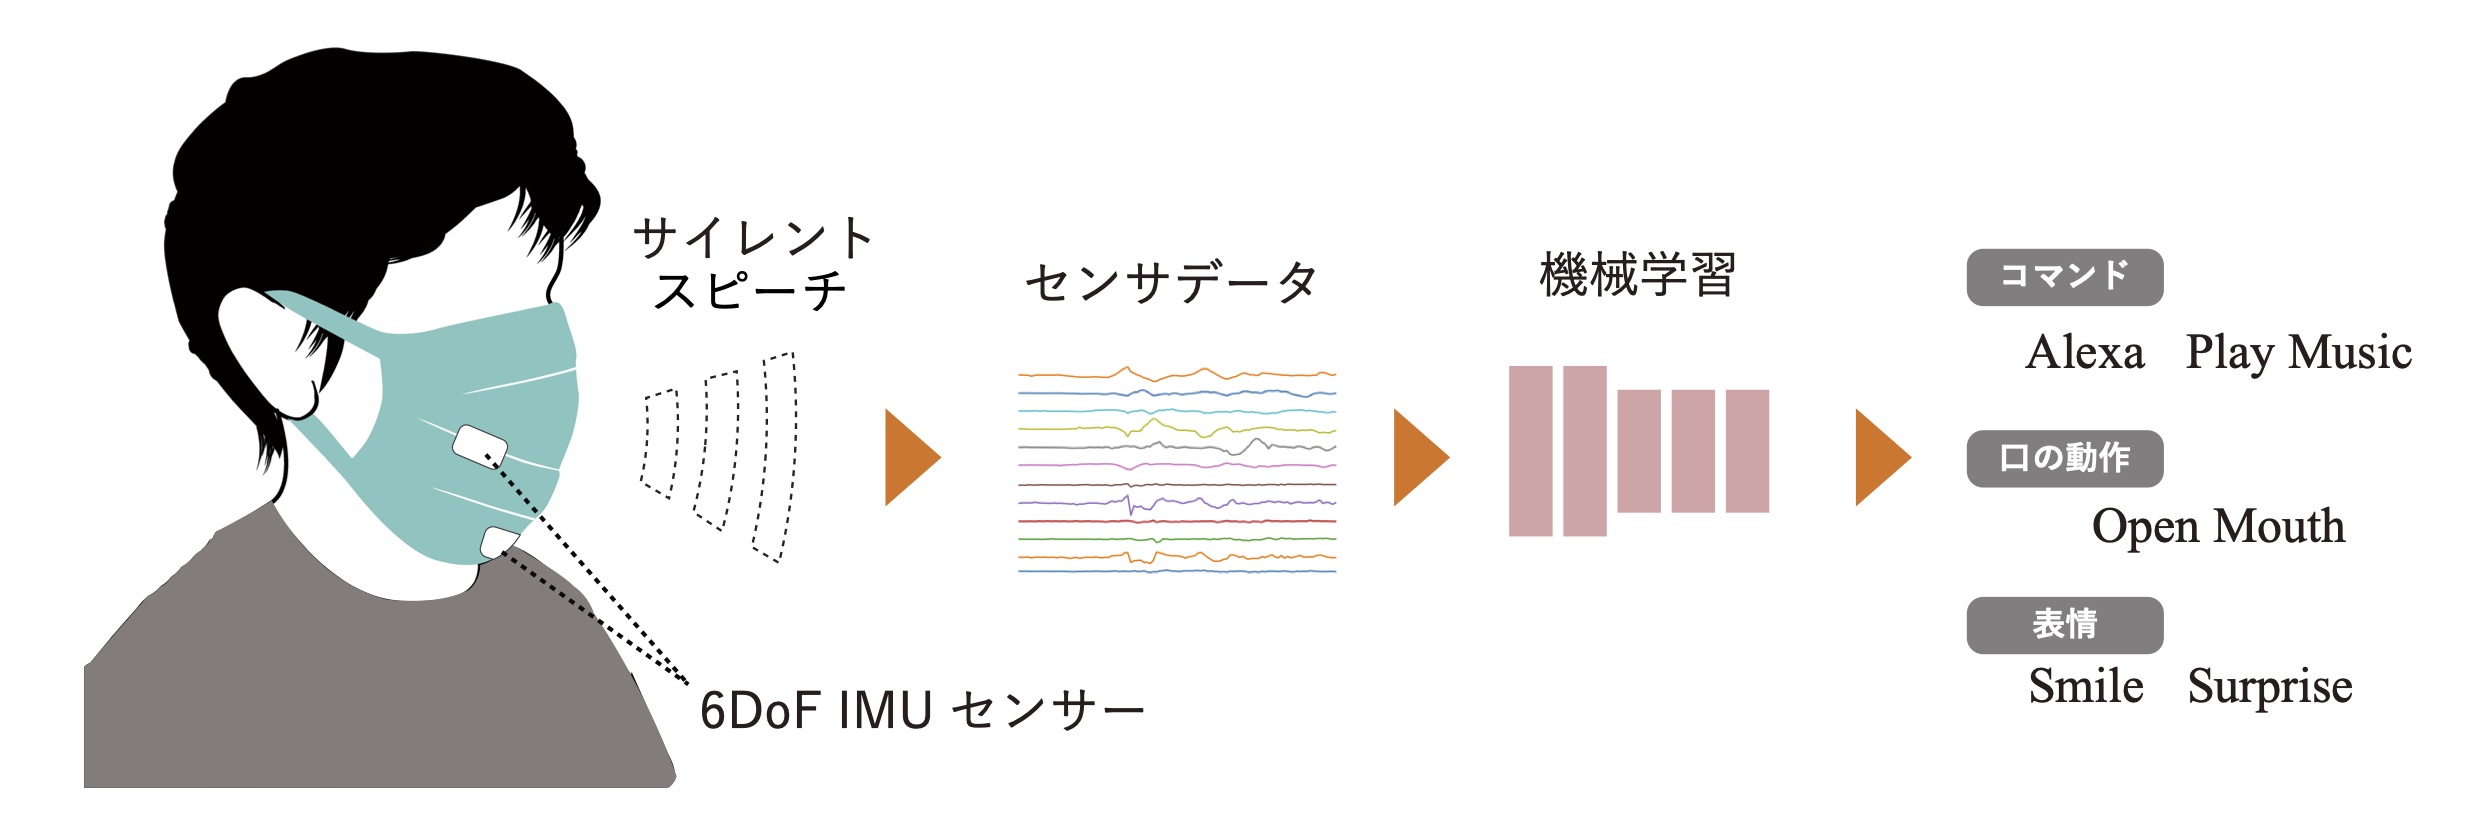 サイレント
スピーチ
センサデータ
機械学習
コマンド
Alexa Play Music
口の動作
Open Mouth
表情
Smile Surprise
6DoF IMU センサー